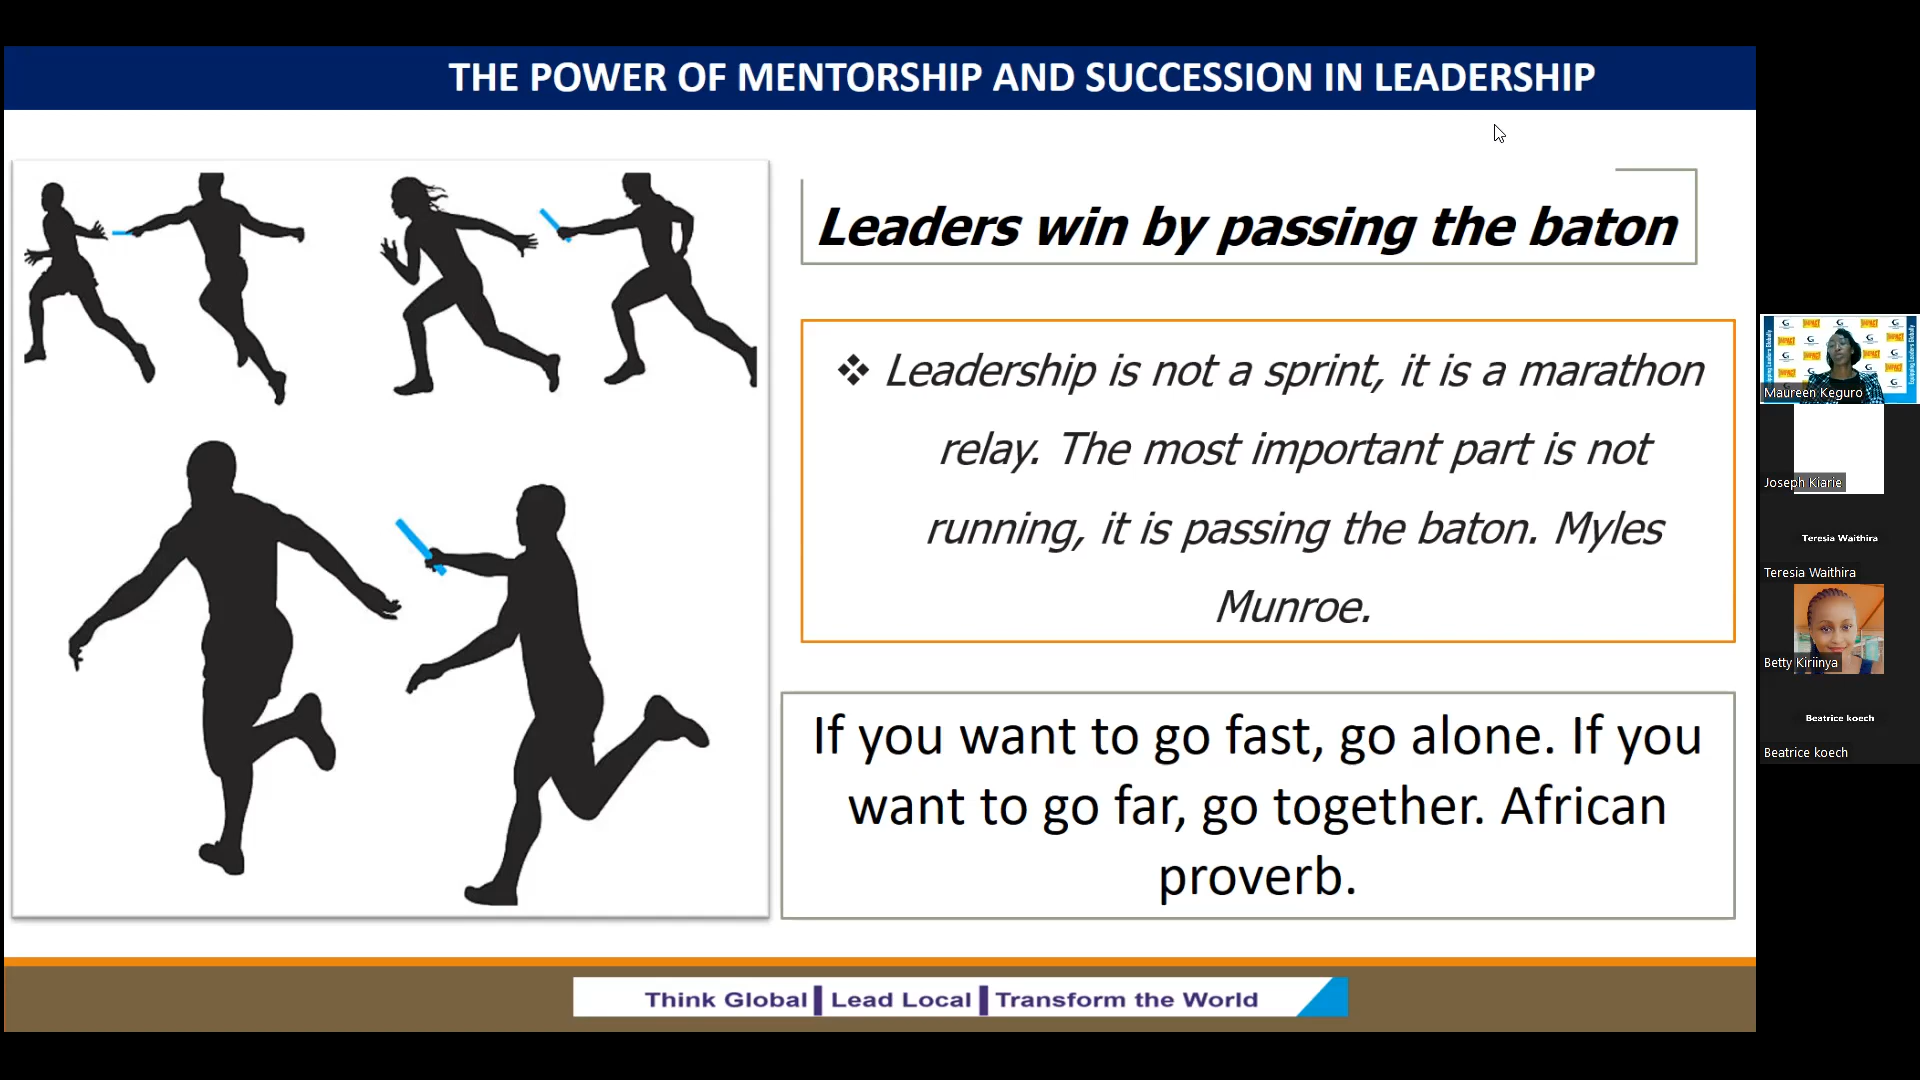 THE POWER OF MENTORSHIP AND SUCCESSION IN LEADERSHIP
Leaders win by passing the baton
❖ Leadership is not a sprint, it is a marathon
relay. The most important part is not
running, it is passing the baton. Myles
Munroe.
If you want to go fast, go alone. If you
want to go far, go together. African
proverb.
Think Global Lead Local Transform the World
Maureen Keguro
Joseph Kiarie
Teresia Waithira
Teresia Waithira
Betty Kiriinya
Beatrice koech
Beatrice koech